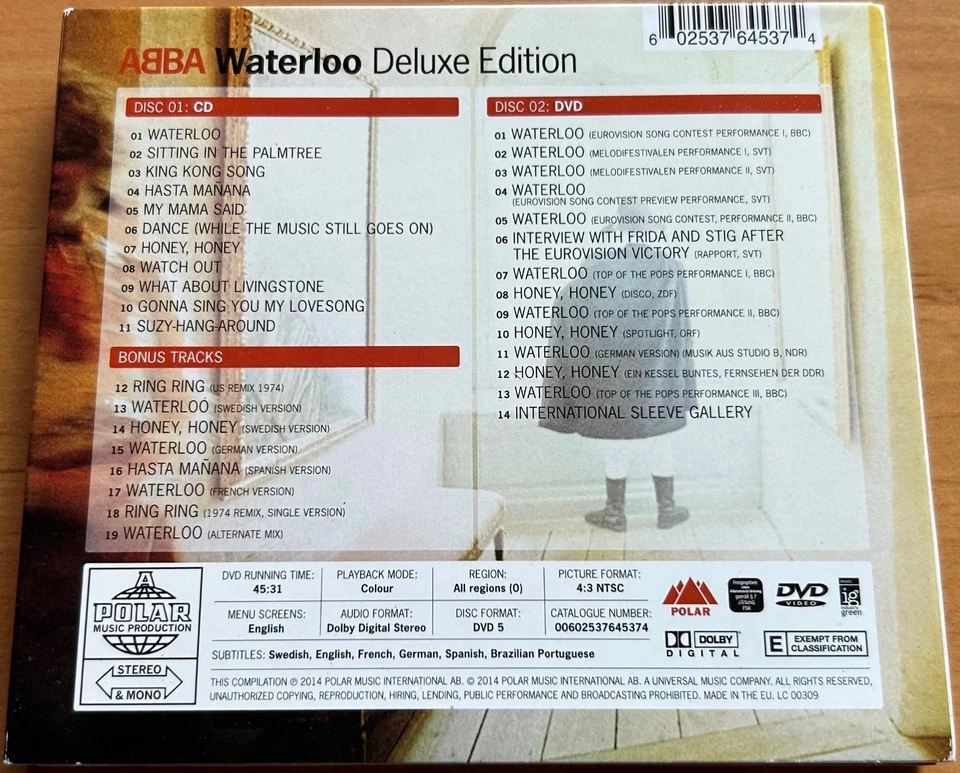 6 02537 64537 4
ABBA Waterloo Deluxe Edition
DISC 01: CD
01 WATERLOO
02 SITTING IN THE PALMTREE
03 KING KONG SONG
04 HASTA MAÑANA
05 MY MAMA SAID
06 DANCE (WHILE THE MUSIC STILL GOES ON)
07 HONEY, HONEY
08 WATCH OUT
09 WHAT ABOUT LIVINGSTONE
10 GONNA SING YOU MY LOVESONG
11 SUZY-HANG-AROUND
BONUS TRACKS
12 RING RING (US REMIX 1974)
13 WATERLOO (SWEDISH VERSION)
14 HONEY, HONEY (SWEDISH VERSION)
15 WATERLOO (GERMAN VERSION)
16 HASTA MAÑANA (SPANISH VERSION)
17 WATERLOO (FRENCH VERSION)
18 RING RING (1974 REMIX, SINGLE VERSION)
19 WATERLOO (ALTERNATE MIX)
DISC 02: DVD
01 WATERLOO (EUROVISION SONG CONTEST PERFORMANCE I, BBC)
02 WATERLOO (MELODIFESTIVALEN PERFORMANCE I, SVT)
03 WATERLOO (MELODIFESTIVALEN PERFORMANCE II, SVT)
04 WATERLOO
(EUROVISION SONG CONTEST PREVIEW PERFORMANCE, SVT)
05 WATERLOO (EUROVISION SONG CONTEST, PERFORMANCE II, BBC)
06 INTERVIEW WITH FRIDA AND STIG AFTER
THE EUROVISION VICTORY (RAPPORT, SVT)
07 WATERLOO (TOP OF THE POPS PERFORMANCE I, BBC)
08 HONEY, HONEY (DISCO, ZDF)
09 WATERLOO (TOP OF THE POPS PERFORMANCE II, BBC)
10 HONEY, HONEY (SPOTLIGHT, ORF)
11 WATERLOO (GERMAN VERSION) (MUSIK AUS STUDIO B, NDR)
12 HONEY, HONEY (EIN KESSEL BUNTES, FERNSEHEN DER DDR)
13 WATERLOO (TOP OF THE POPS PERFORMANCE III, BBC)
14 INTERNATIONAL SLEEVE GALLERY
A
POLAR
MUSIC PRODUCTION
STEREO
& MONO
DVD RUNNING TIME:
45:31
PLAYBACK MODE:
Colour
REGION:
All regions (0)
PICTURE FORMAT:
4:3 NTSC
MENU SCREENS:
English
AUDIO FORMAT:
Dolby Digital Stereo
DISC FORMAT:
DVD 5
CATALOGUE NUMBER:
00602537645374
SUBTITLES: Swedish, English, French, German, Spanish, Brazilian Portuguese
POLAR
Freigegeben
ohne
Altersbeschränkung
gemäß § 7
JÖSchG
FSK
DVD
VIDEO
ig
industry
green
DOLBY
DIGITAL
E EXEMPT FROM
CLASSIFICATION
THIS COMPILATION ℗ 2014 POLAR MUSIC INTERNATIONAL AB. © 2014 POLAR MUSIC INTERNATIONAL AB. A UNIVERSAL MUSIC COMPANY. ALL RIGHTS RESERVED,
UNAUTHORIZED COPYING, REPRODUCTION, HIRING, LENDING, PUBLIC PERFORMANCE AND BROADCASTING PROHIBITED. MADE IN THE EU. LC 00309